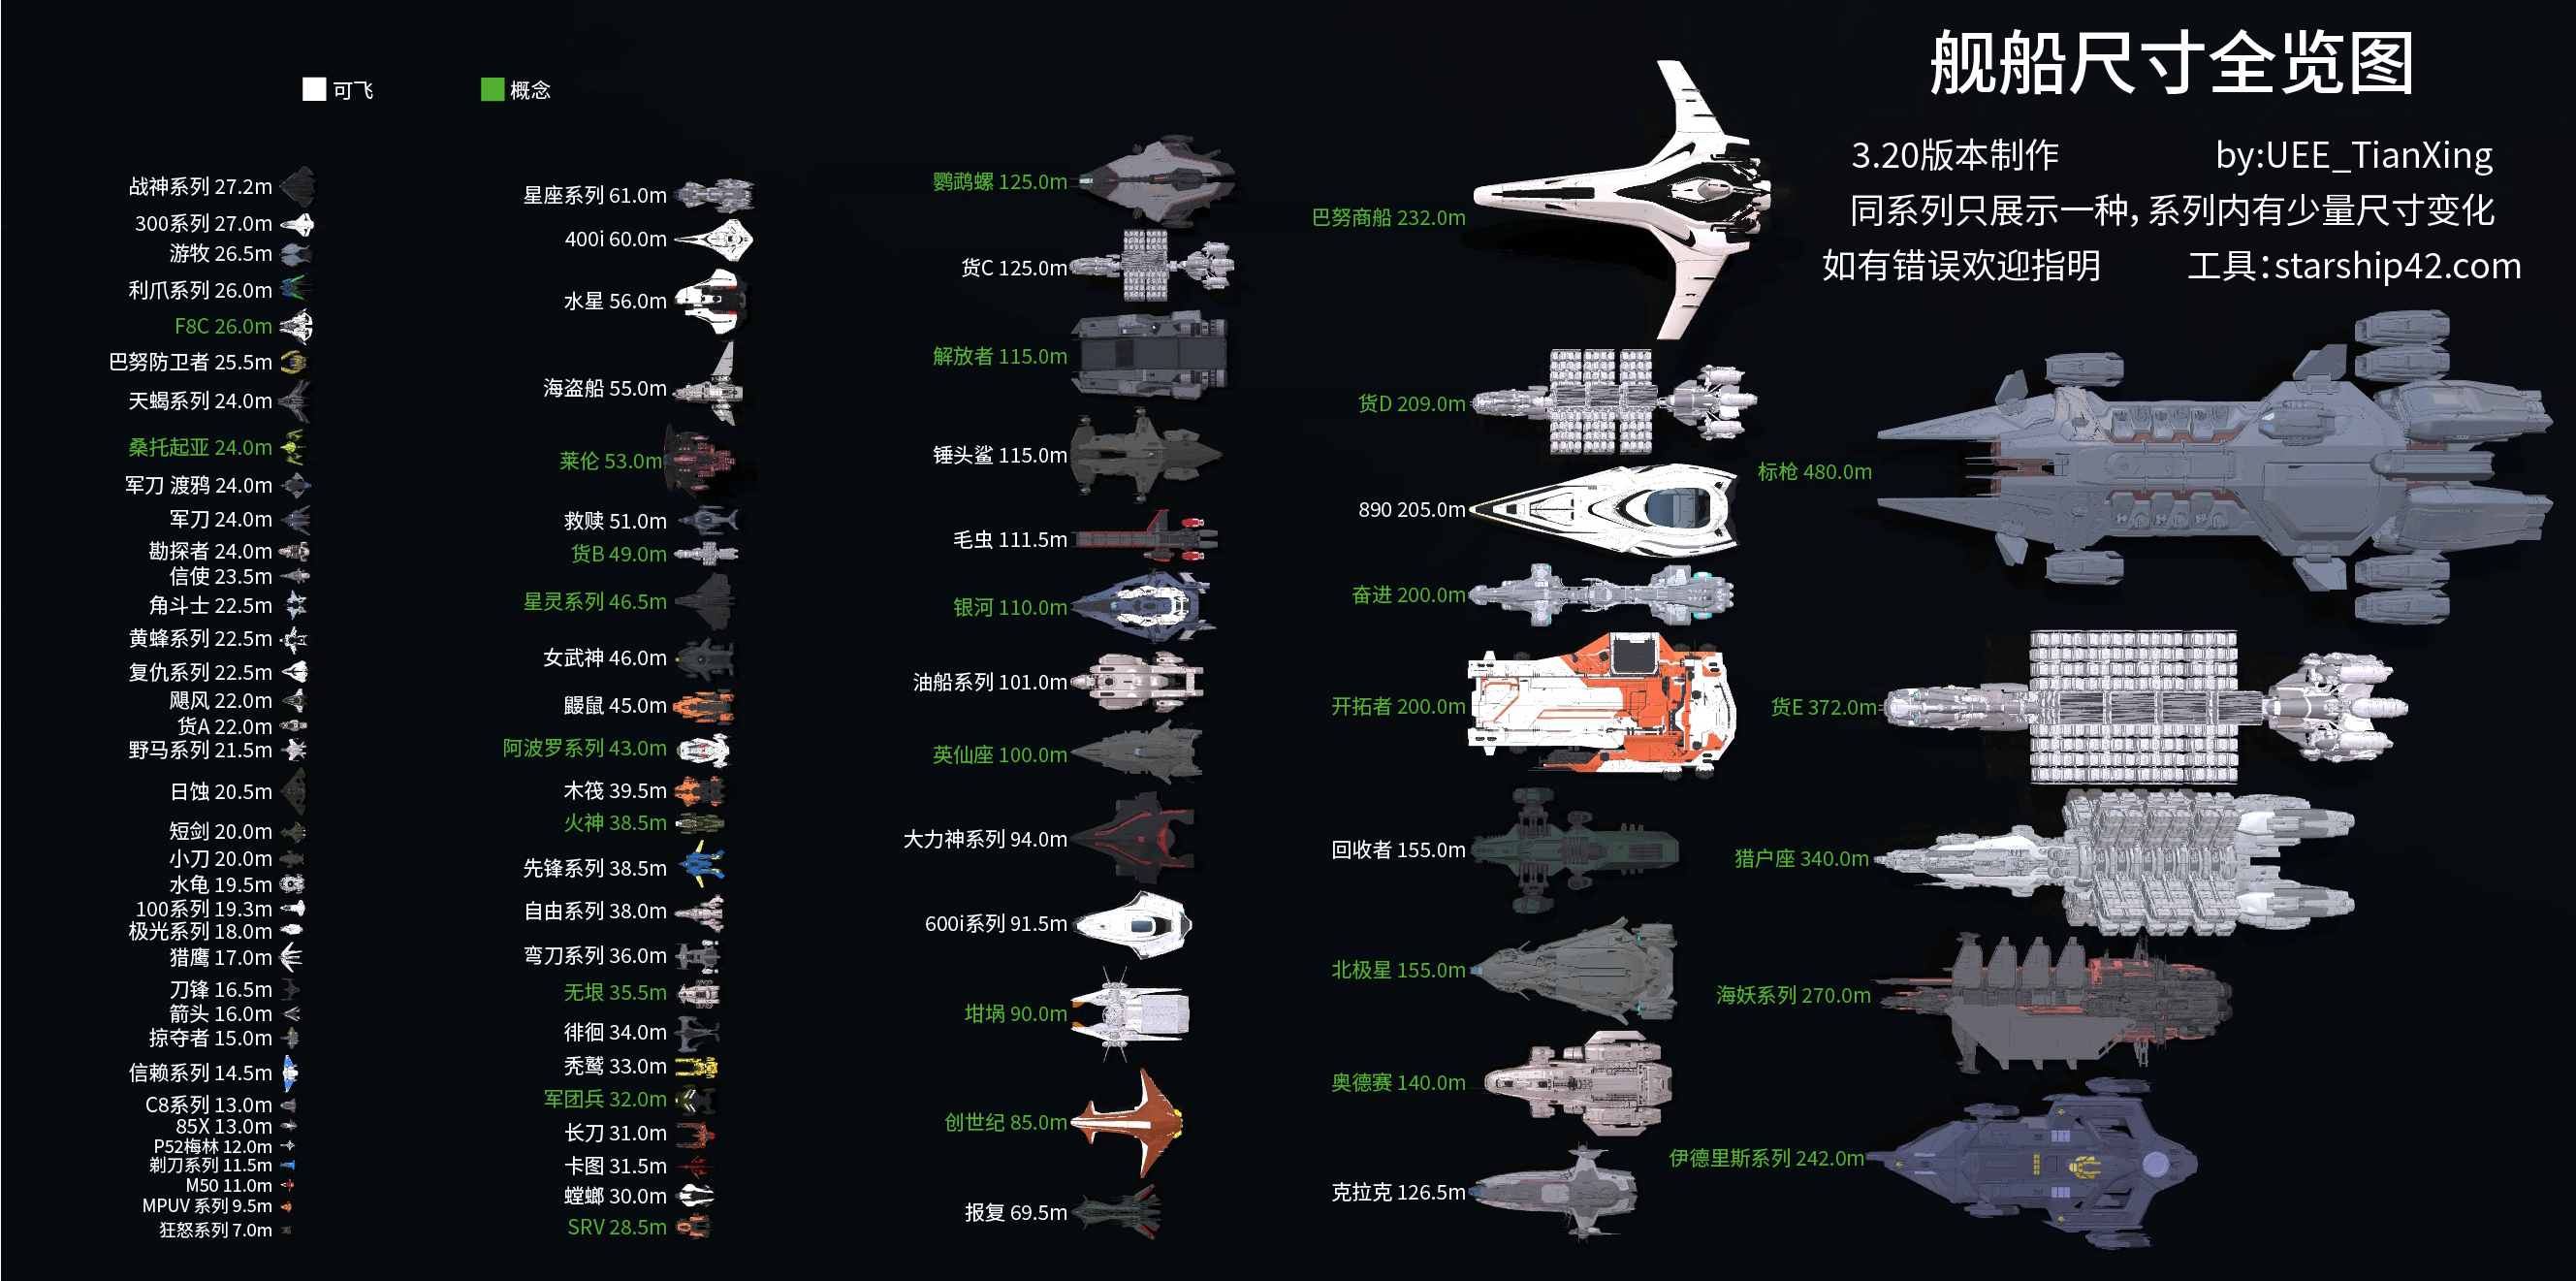 舰船尺寸全览图
3.20版本制作 by:UEE_TianXing
同系列只展示一种，系列内有少量尺寸变化
如有错误欢迎指明 工具：starship42.com
可飞 概念
战神系列 27.2m
300系列 27.0m
游牧 26.5m
利爪系列 26.0m
F8C 26.0m
巴努防卫者 25.5m
天蝎系列 24.0m
桑托起亚 24.0m
军刀 渡鸦 24.0m
军刀 24.0m
勘探者 24.0m
信使 23.5m
角斗士 22.5m
黄蜂系列 22.5m
复仇系列 22.5m
飓风 22.0m
货A 22.0m
野马系列 21.5m
日蚀 20.5m
短剑 20.0m
小刀 20.0m
水龟 19.5m
100系列 19.3m
极光系列 18.0m
猎鹰 17.0m
刀锋 16.5m
箭头 16.0m
掠夺者 15.0m
信赖系列 14.5m
C8系列 13.0m
85X 13.0m
P52梅林 12.0m
剃刀系列 11.5m
M50 11.0m
MPUV 系列 9.5m
狂怒系列 7.0m
星座系列 61.0m
400i 60.0m
水星 56.0m
海盗船 55.0m
莱伦 53.0m
救赎 51.0m
货B 49.0m
星灵系列 46.5m
女武神 46.0m
鼹鼠 45.0m
阿波罗系列 43.0m
木筏 39.5m
火神 38.5m
先锋系列 38.5m
自由系列 38.0m
弯刀系列 36.0m
无垠 35.5m
徘徊 34.0m
秃鹫 33.0m
军团兵 32.0m
长刀 31.0m
卡图 31.5m
螳螂 30.0m
SRV 28.5m
鹦鹉螺 125.0m
货C 125.0m
解放者 115.0m
锤头鲨 115.0m
毛虫 111.5m
银河 110.0m
油船系列 101.0m
英仙座 100.0m
大力神系列 94.0m
600i系列 91.5m
坩埚 90.0m
创世纪 85.0m
报复 69.5m
巴努商船 232.0m
货D 209.0m
890 205.0m
奋进 200.0m
开拓者 200.0m
回收者 155.0m
北极星 155.0m
奥德赛 140.0m
克拉克 126.5m
标枪 480.0m
货E 372.0m
猎户座 340.0m
海妖系列 270.0m
伊德里斯系列 242.0m